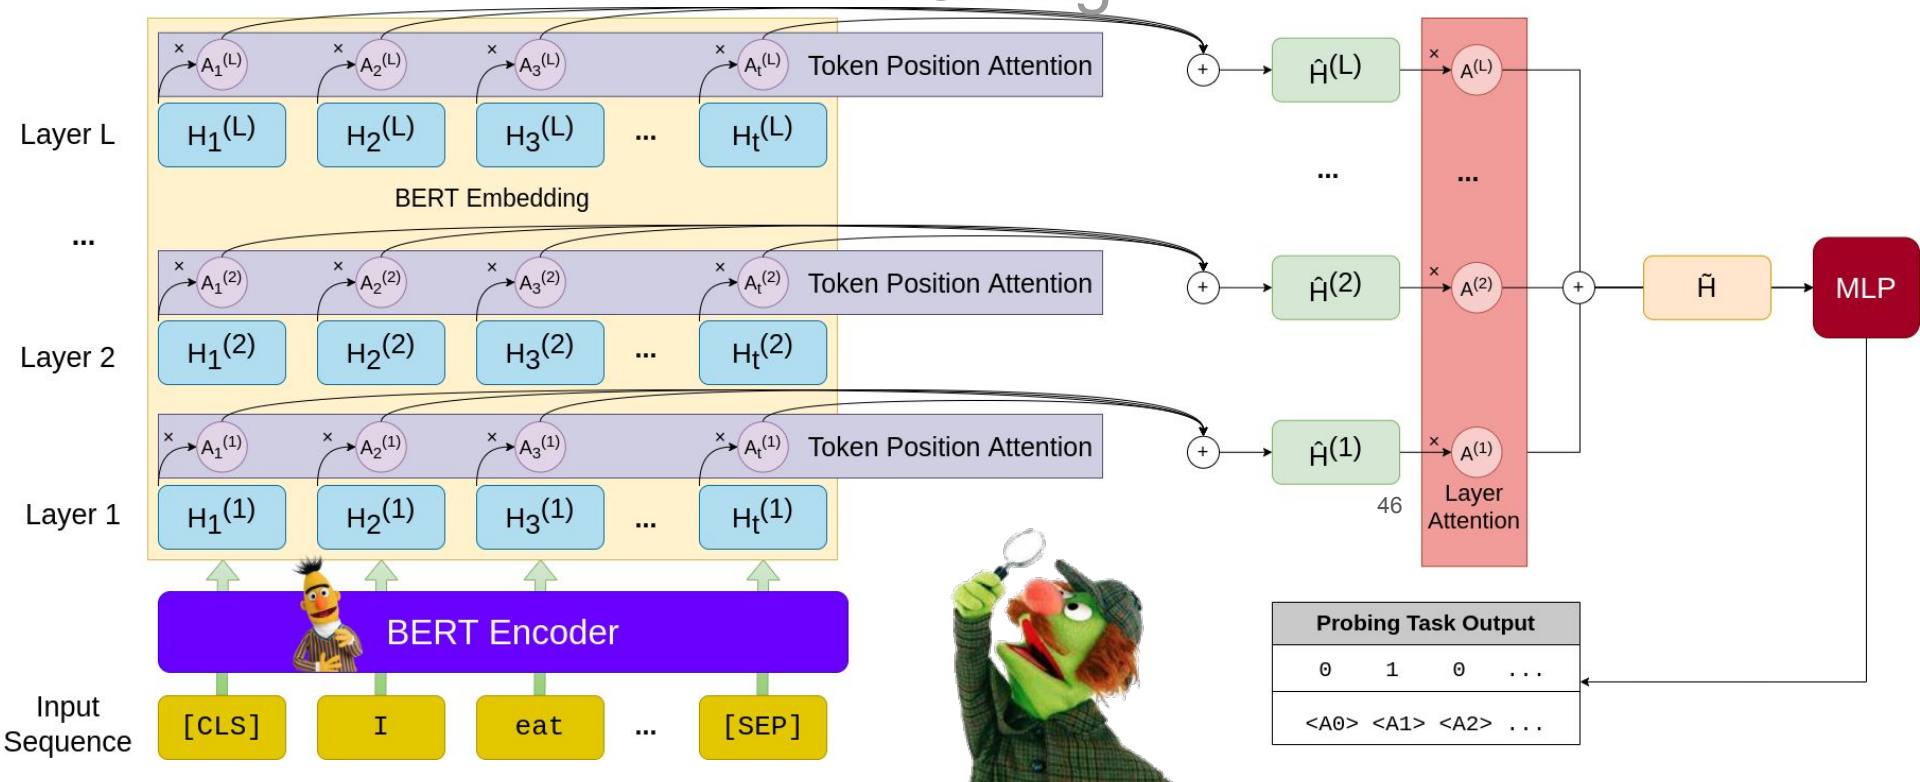 × A₁⁽ᴸ⁾ × A₂⁽ᴸ⁾ × A₃⁽ᴸ⁾ × Aₜ⁽ᴸ⁾ Token Position Attention + Ĥ⁽ᴸ⁾ × A⁽ᴸ⁾
Layer L H₁⁽ᴸ⁾ H₂⁽ᴸ⁾ H₃⁽ᴸ⁾ ... Hₜ⁽ᴸ⁾
... ...
BERT Embedding
...
× A₁⁽²⁾ × A₂⁽²⁾ × A₃⁽²⁾ × Aₜ⁽²⁾ Token Position Attention + Ĥ⁽²⁾ × A⁽²⁾ + H̃ MLP
Layer 2 H₁⁽²⁾ H₂⁽²⁾ H₃⁽²⁾ ... Hₜ⁽²⁾
× A₁⁽¹⁾ × A₂⁽¹⁾ × A₃⁽¹⁾ × Aₜ⁽¹⁾ Token Position Attention + Ĥ⁽¹⁾ × A⁽¹⁾
Layer 1 H₁⁽¹⁾ H₂⁽¹⁾ H₃⁽¹⁾ ... Hₜ⁽¹⁾
46
Layer
Attention
BERT Encoder
Input
Sequence
[CLS] I eat ... [SEP]
Probing Task Output
0 1 0 ...
<A0> <A1> <A2> ...